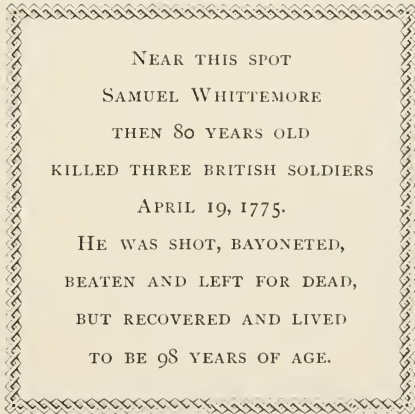 Near this spot
Samuel Whittemore
then 80 years old
killed three British soldiers
April 19, 1775.
He was shot, bayoneted,
beaten and left for dead,
but recovered and lived
to be 98 years of age.